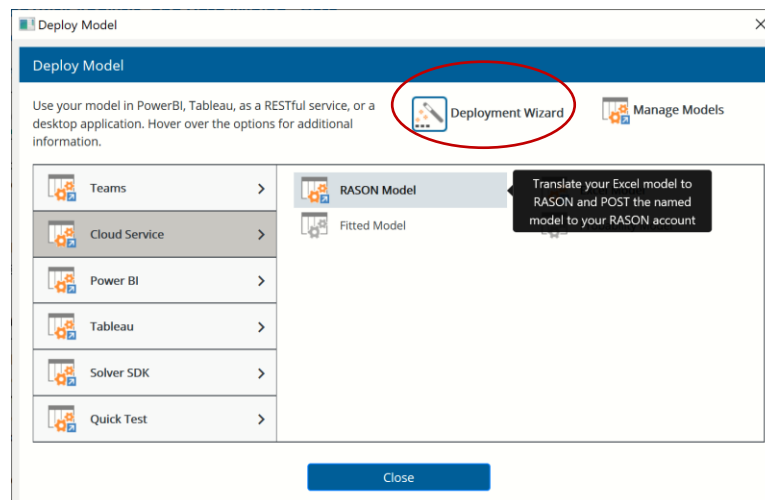 Deploy Model
Deploy Model
Use your model in PowerBI, Tableau, as a RESTful service, or a
desktop application. Hover over the options for additional
information.
Deployment Wizard
Manage Models
Teams
Cloud Service
Power BI
Tableau
Solver SDK
Quick Test
RASON Model
Fitted Model
Translate your Excel model to
RASON and POST the named
model to your RASON account
Close